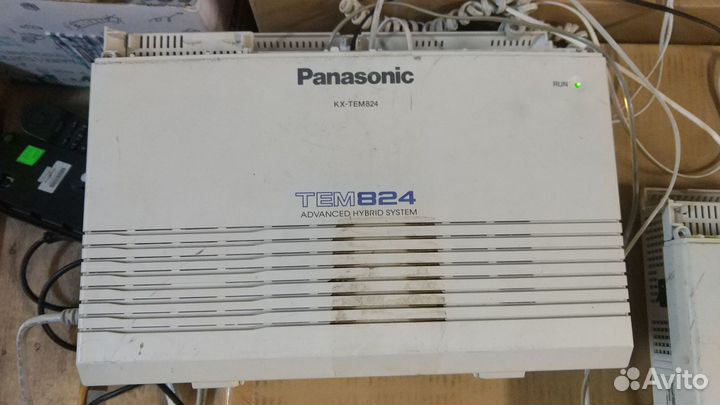 Panasonic
KX-TEM824
RUN
TEM824
ADVANCED HYBRID SYSTEM
Avito